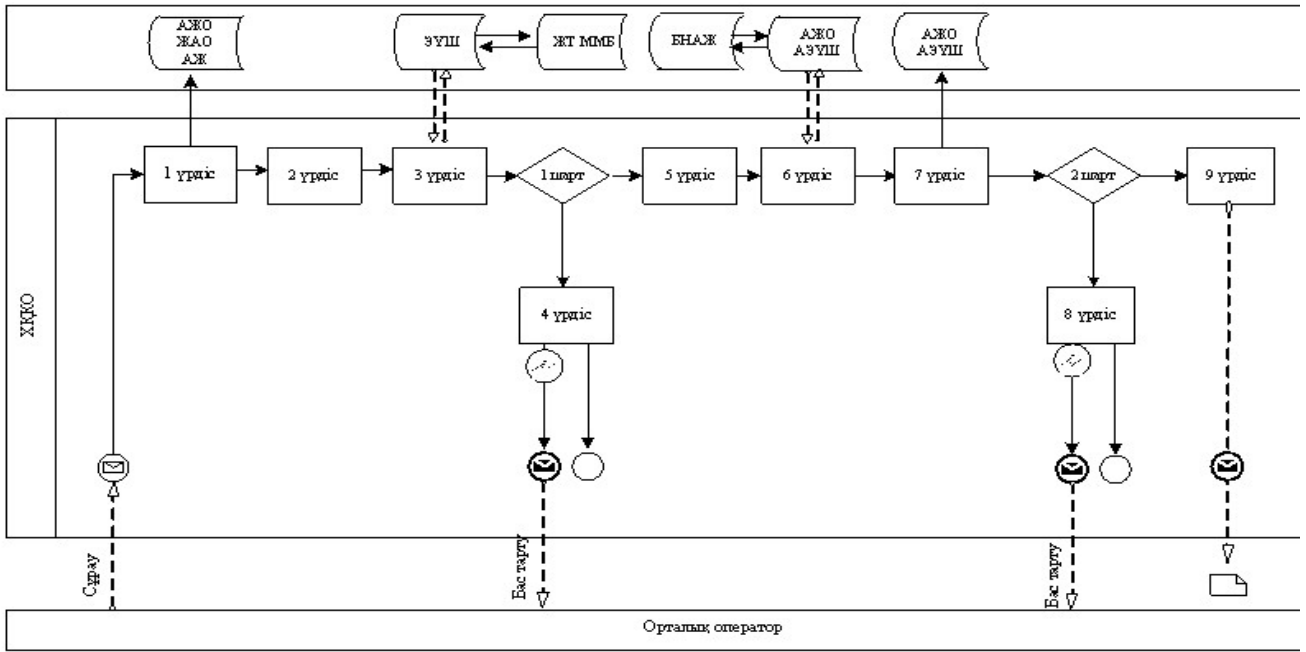 АЖО
ЖАО
АЖ
ЭҮШ
ЖТ ММБ
БНАЖ
АЖО
АЭҮШ
АЖО
АЭҮШ
ХҚКО
1 үрдіс
2 үрдіс
3 үрдіс
1 шарт
5 үрдіс
6 үрдіс
7 үрдіс
2 шарт
9 үрдіс
4 үрдіс
8 үрдіс
Сұрау
Бас тарту
Бас тарту
Орталық оператор